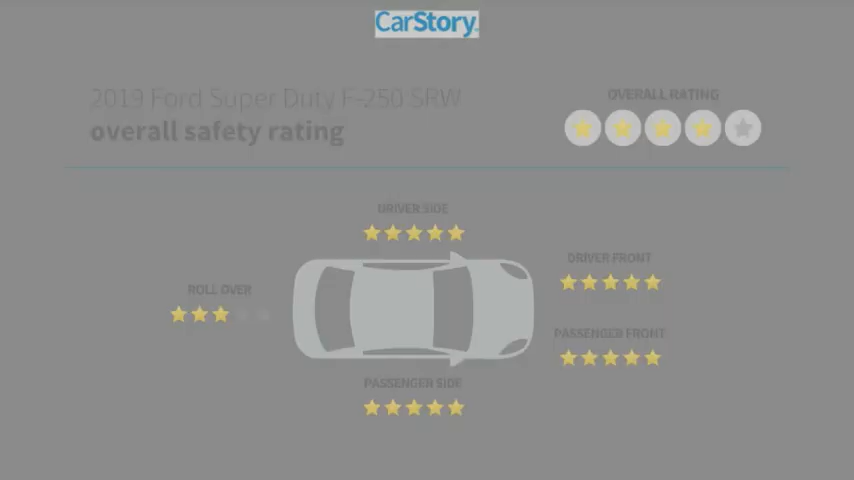 CarStory
2019 Ford Super Duty F-250 SRW
overall safety rating
OVERALL RATING
DRIVER SIDE
DRIVER FRONT
ROLL OVER
PASSENGER FRONT
PASSENGER SIDE